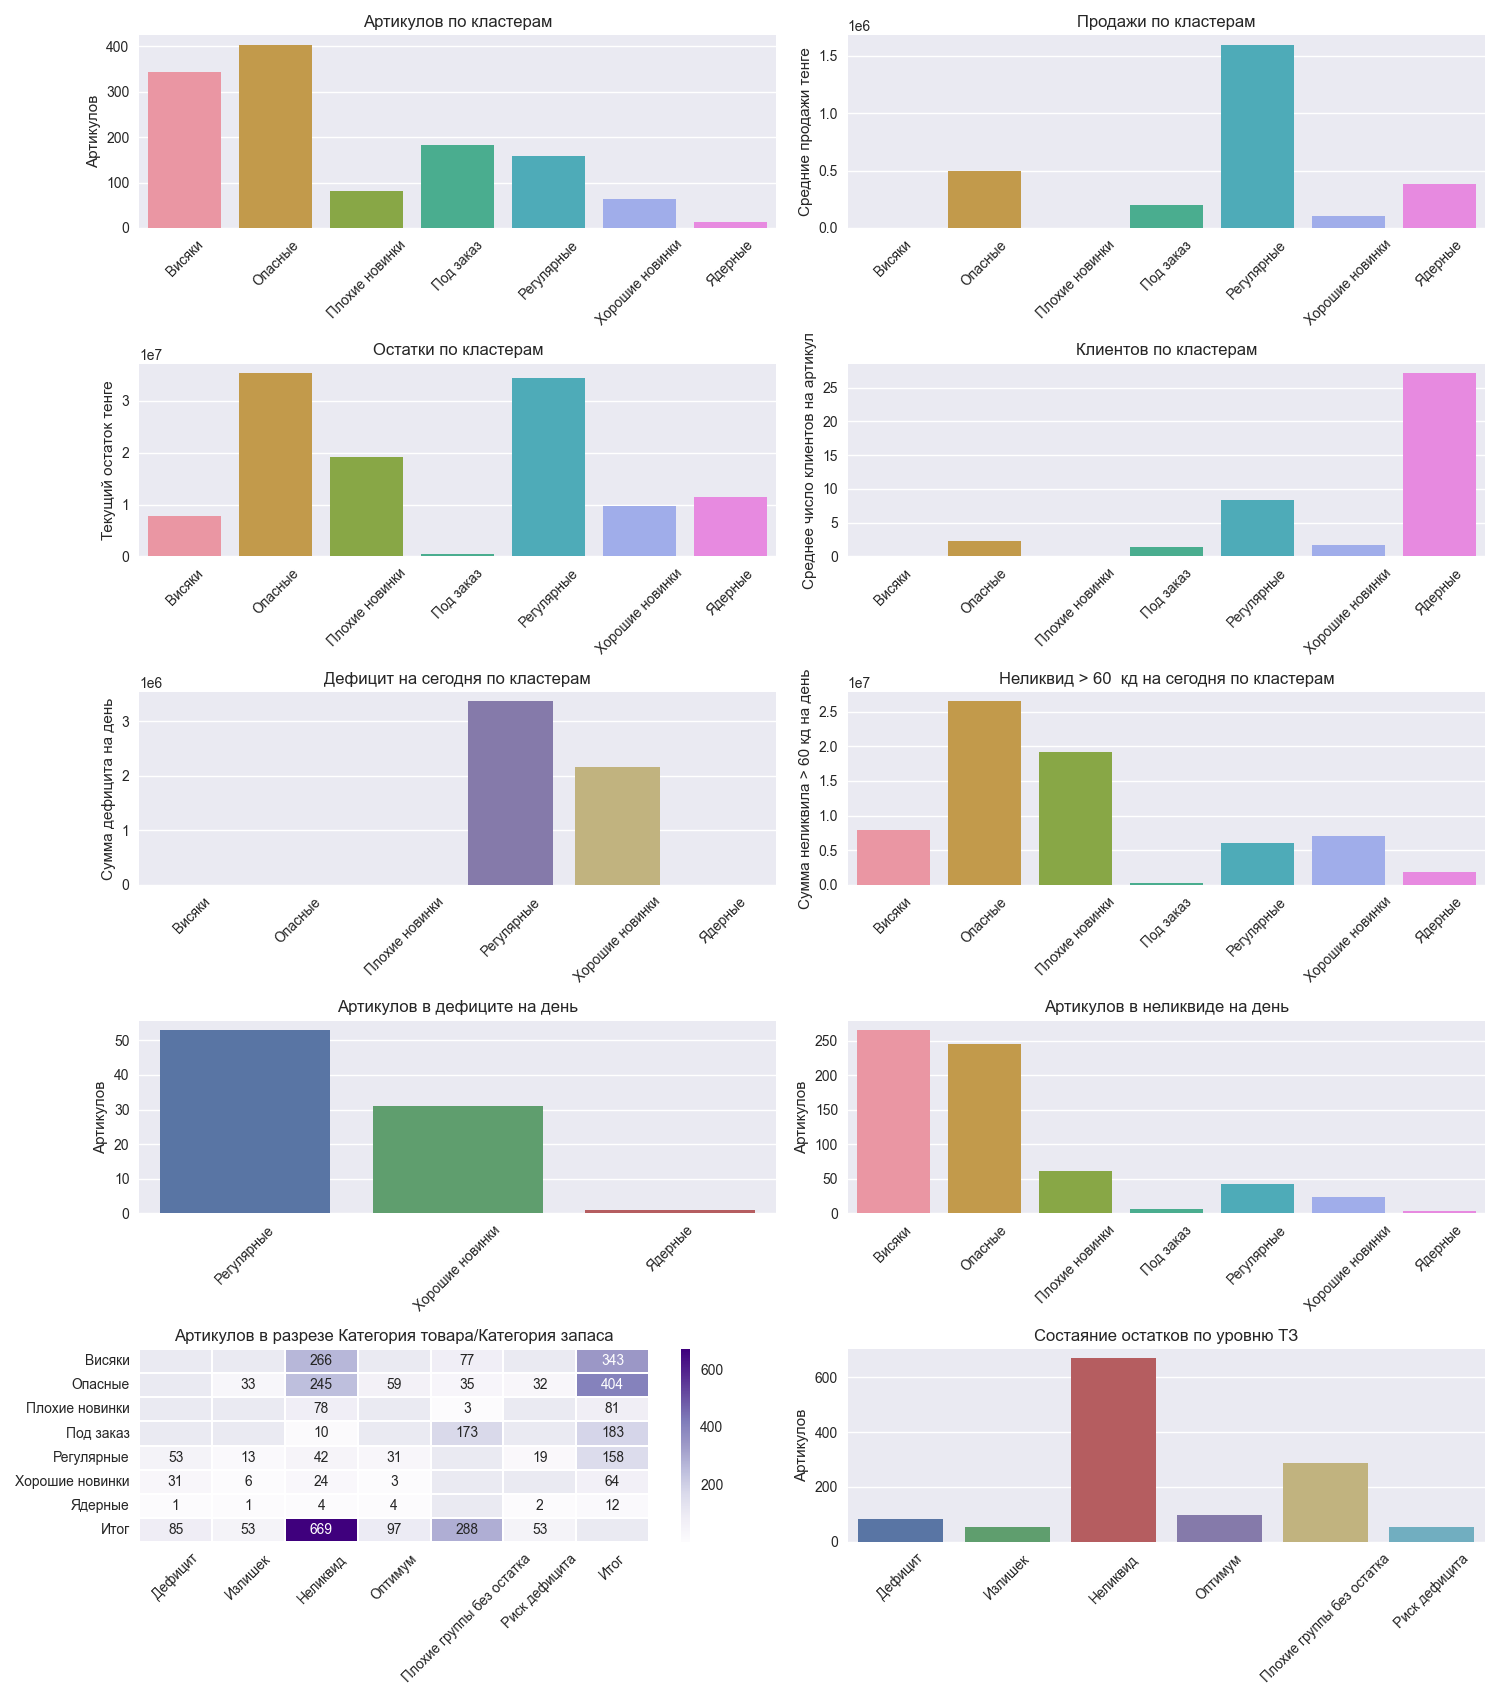 Артикулов по кластерам
Артикулов
400
300
200
100
0
Висяки
Опасные
Плохие новинки
Под заказ
Регулярные
Хорошие новинки
Ядерные
Продажи по кластерам
1e6
Средние продажи тенге
1.5
1.0
0.5
0.0
Висяки
Опасные
Плохие новинки
Под заказ
Регулярные
Хорошие новинки
Ядерные
Остатки по кластерам
1e7
Текущий остаток тенге
3
2
1
0
Висяки
Опасные
Плохие новинки
Под заказ
Регулярные
Хорошие новинки
Ядерные
Клиентов по кластерам
Среднее число клиентов на артикул
25
20
15
10
5
0
Висяки
Опасные
Плохие новинки
Под заказ
Регулярные
Хорошие новинки
Ядерные
Дефицит на сегодня по кластерам
1e6
Сумма дефицита на день
3
2
1
0
Висяки
Опасные
Плохие новинки
Регулярные
Хорошие новинки
Ядерные
Неликвид > 60  кд на сегодня по кластерам
1e7
Сумма неликвила > 60 кд на день
2.5
2.0
1.5
1.0
0.5
0.0
Висяки
Опасные
Плохие новинки
Под заказ
Регулярные
Хорошие новинки
Ядерные
Артикулов в дефиците на день
Артикулов
50
40
30
20
10
0
Регулярные
Хорошие новинки
Ядерные
Артикулов в неликвиде на день
Артикулов
250
200
150
100
50
0
Висяки
Опасные
Плохие новинки
Под заказ
Регулярные
Хорошие новинки
Ядерные
Артикулов в разрезе Категория товара/Категория запаса
Висяки 266 77 343
Опасные 33 245 59 35 32 404
Плохие новинки 78 3 81
Под заказ 10 173 183
Регулярные 53 13 42 31 19 158
Хорошие новинки 31 6 24 3 64
Ядерные 1 1 4 4 2 12
Итог 85 53 669 97 288 53
Дефицит
Излишек
Неликвид
Оптимум
Плохие группы без остатка
Риск дефицита
Итог
600
400
200
Состаяние остатков по уровню ТЗ
Артикулов
600
400
200
0
Дефицит
Излишек
Неликвид
Оптимум
Плохие группы без остатка
Риск дефицита